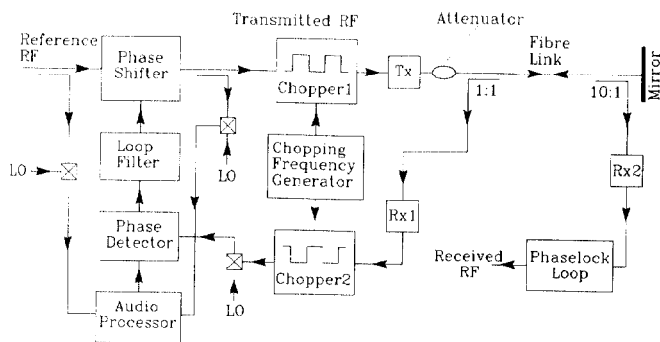 Reference
RF
Phase
Shifter
Transmitted RF
Chopper1
Tx
Attenuator
Fibre
Link
Mirror
1:1
10:1
LO
LO
Loop
Filter
Chopping
Frequency
Generator
Rx1
Rx2
Phase
Detector
Chopper2
Received
RF
Phaselock
Loop
LO
Audio
Processor